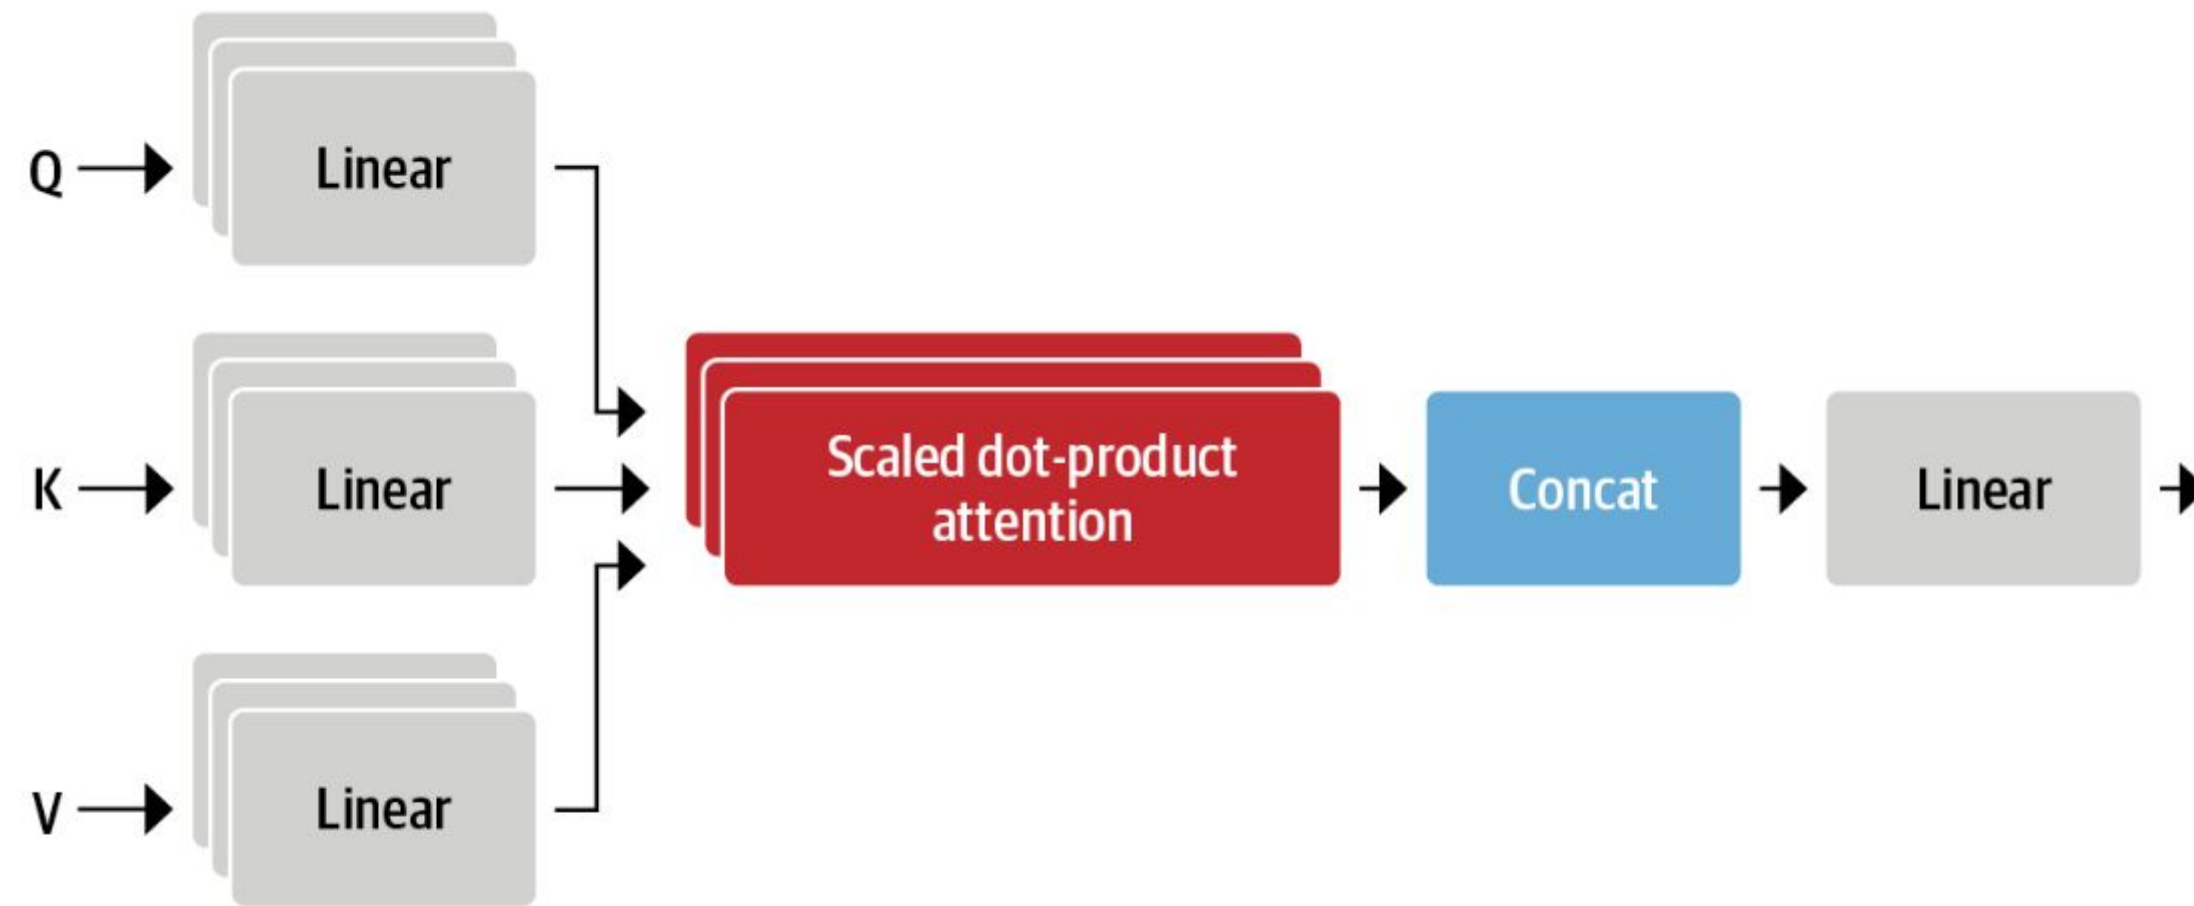 Q
Linear
K
Linear
V
Linear
Scaled dot-product
attention
Concat
Linear